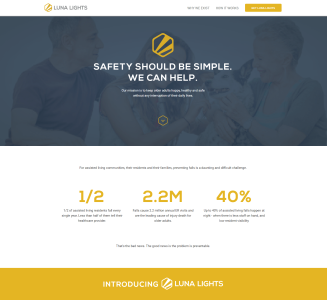 LUNA LIGHTS
WHY WE EXIST
HOW IT WORKS
GET LUNA LIGHTS
SAFETY SHOULD BE SIMPLE.
WE CAN HELP.
Our mission is to keep older adults happy, healthy and safe
without any interruption of their daily lives.
For assisted living communities, their residents and their families, preventing falls is a daunting and difficult challenge.
1/2
1/2 of assisted living residents fall every
single year. Less than half of them tell their
healthcare provider.
2.2M
Falls cause 2.2 million annual ER visits and
are the leading cause of injury death for
older adults.
40%
Nearly 40% of assisted living falls happen at
night - when there is less staff on hand, and
low resident visibility.
That's the bad news. The good news is the problem is preventable.
INTRODUCING LUNA LIGHTS